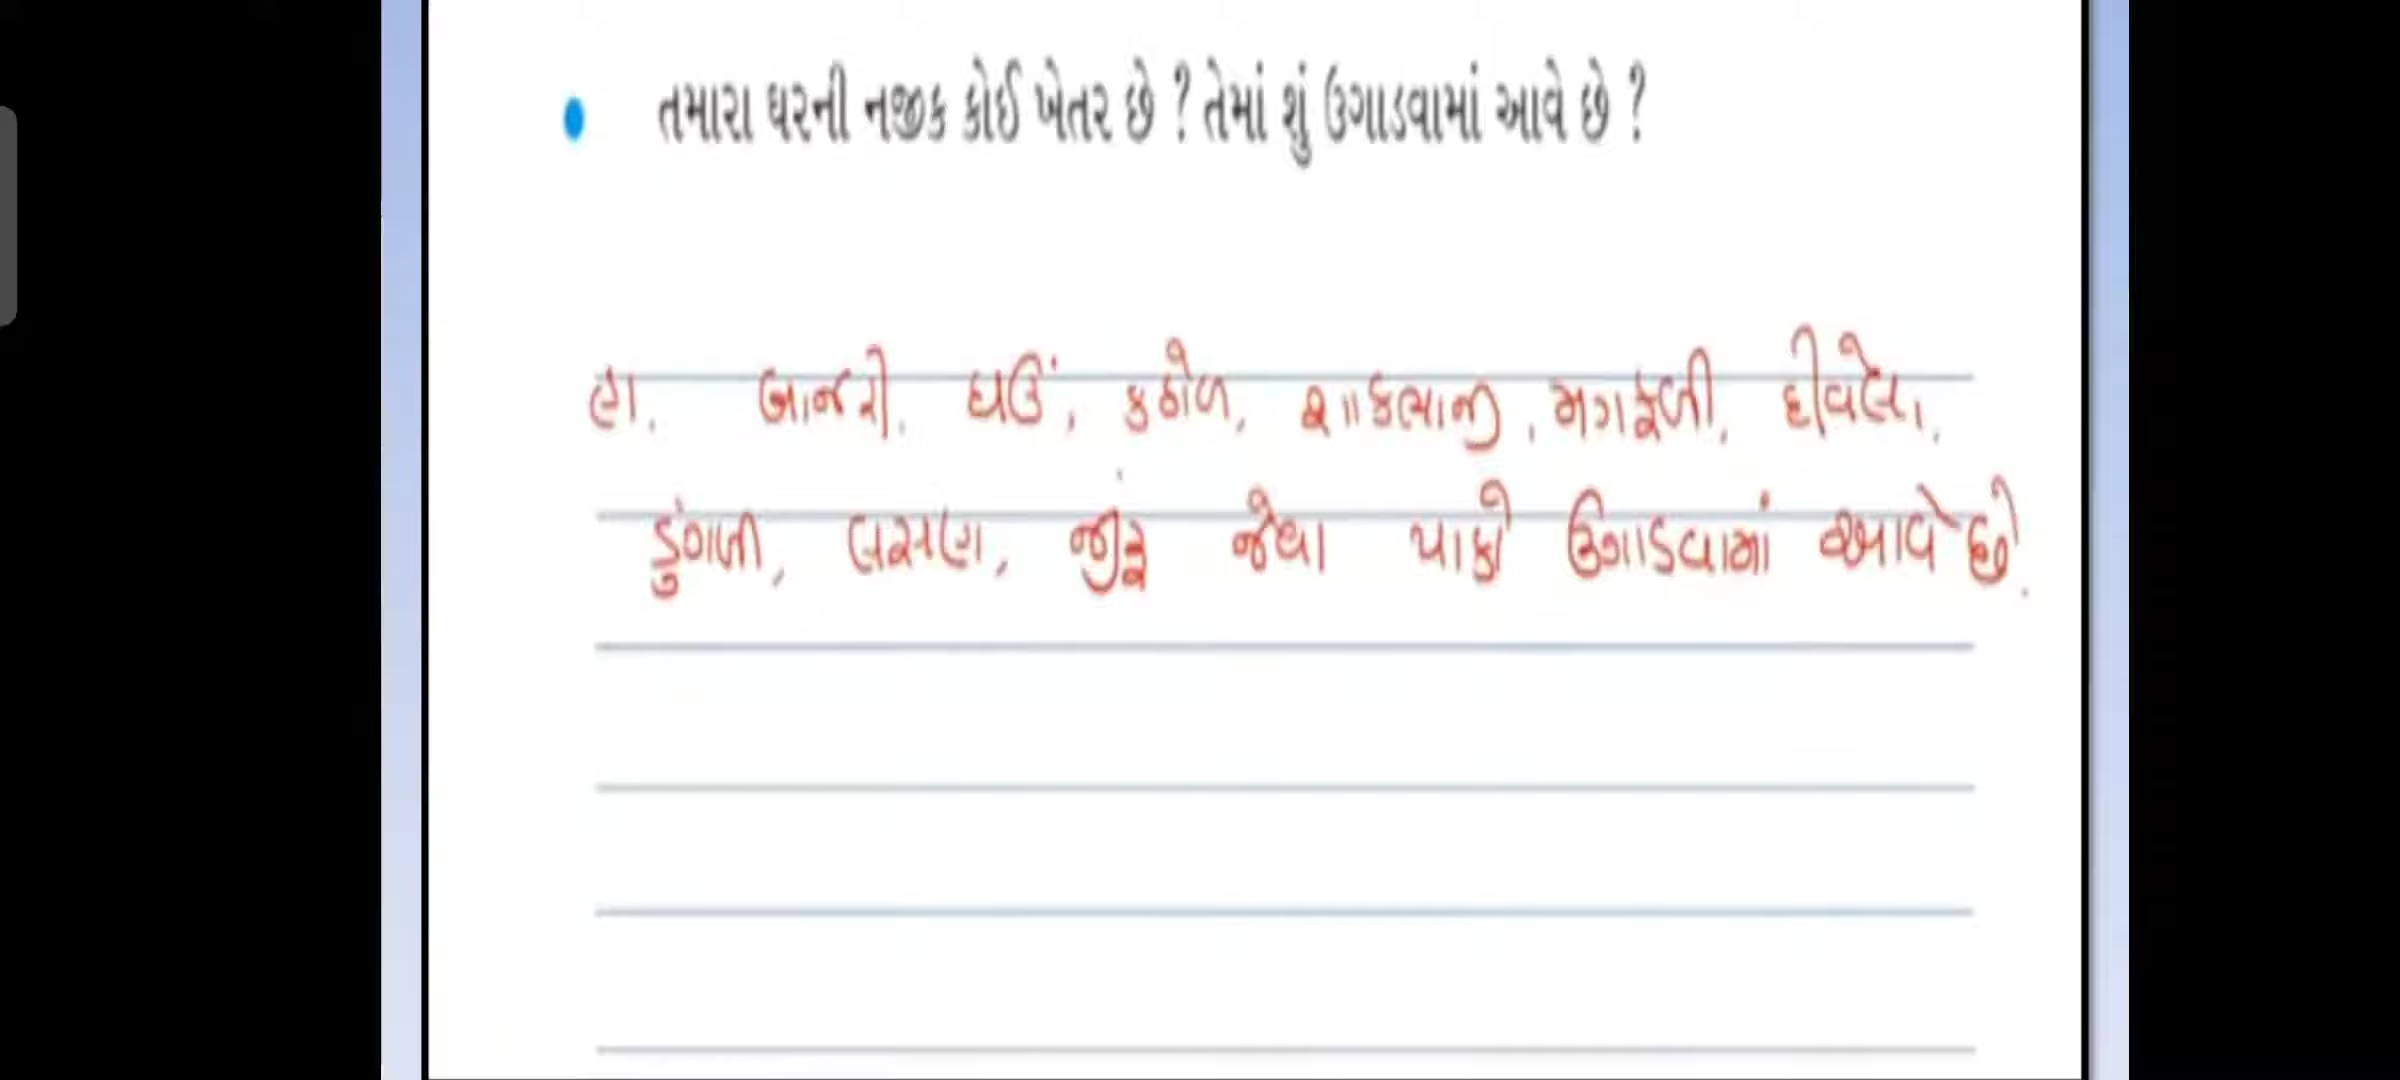 તમારા ઘરની નજીક કોઈ ખેતર છે ? તેમાં શું ઉગાડવામાં આવે છે ?
હા. બાજરી, ઘઉં, કઠોળ, શાકભાજી, મગફળી, દીવેલા,
ડુંગળી, લસણ, જીરૂ જેવા પાકો ઉગાડવામાં આવે છે.